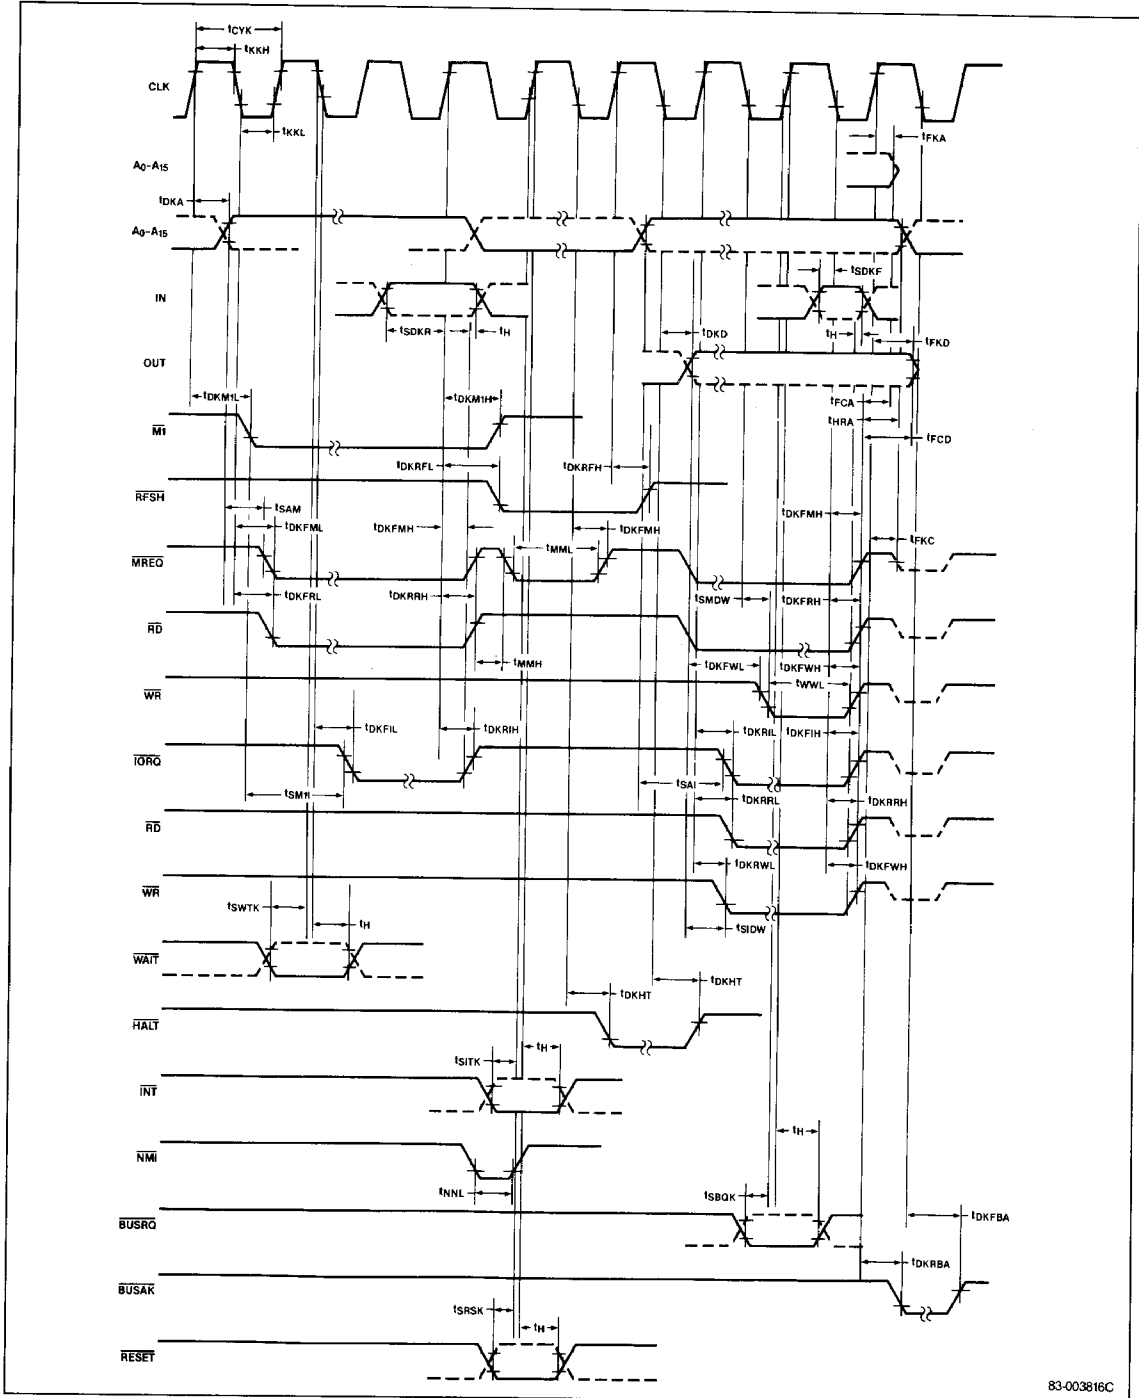 tCYK
tKKH
CLK
tKKL
tFKA
A0-A15
tDKA
A0-A15
tSDKF
IN
tSDKR
tH
tDKD
tH
tFKD
OUT
tDKM1L
tDKM1H
tFCA
tHRA
M1
tFCD
tDKRFL
tDKRFH
RFSH
tSAM
tDKFML
tDKFMH
tDKFMH
tDKFMH
tFKC
MREQ
tMML
tDKFRL
tDKRRH
tSMDW
tDKFRH
RD
tMMH
tDKFWL
tDKFWH
WR
tWWL
tDKFIL
tDKRIH
tDKRIL
tDKFIH
IORQ
tSM1I
tSAI
tDKRRL
tDKRRH
RD
tDKRWL
tDKFWH
WR
tSWTK
tH
tSIDW
WAIT
tDKHT
tDKHT
HALT
tSITK
tH
INT
NMI
tH
tNNL
tSBQK
BUSRQ
tDKFBA
tDKRBA
BUSAK
tSRSK
tH
RESET
83-003816C